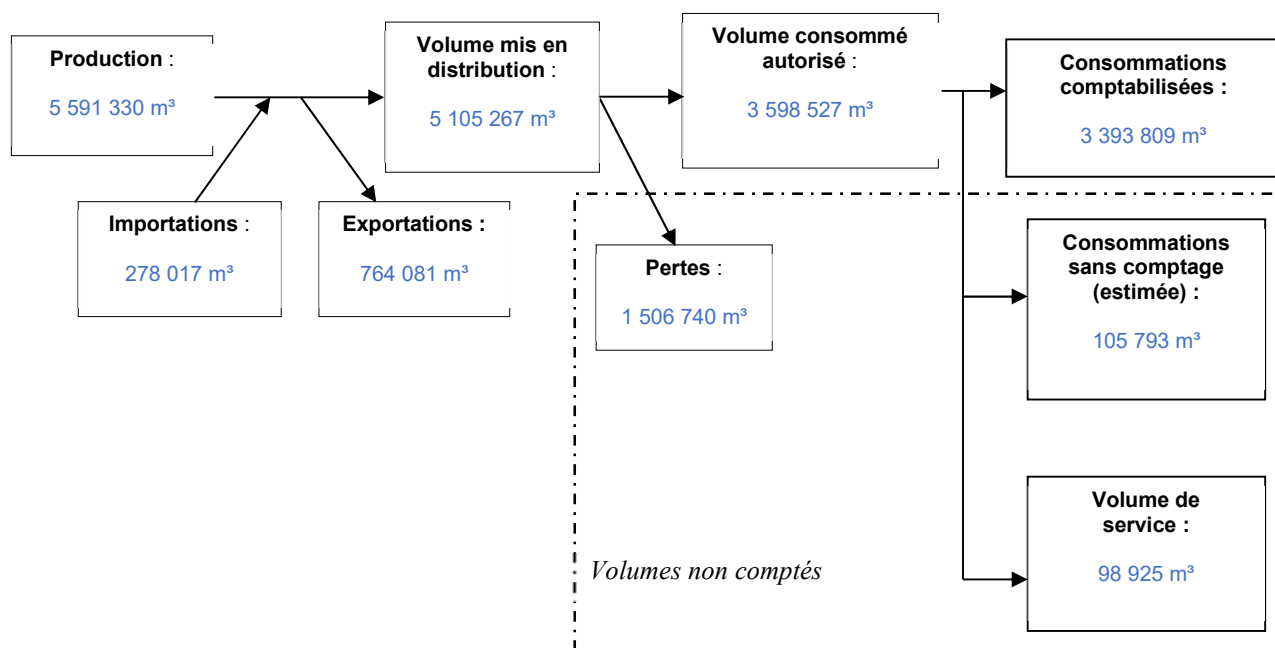 Production :
5 591 330 m³
Volume mis en
distribution :
5 105 267 m³
Volume consommé
autorisé :
3 598 527 m³
Consommations
comptabilisées :
3 393 809 m³
Importations :
278 017 m³
Exportations :
764 081 m³
Pertes :
1 506 740 m³
Consommations
sans comptage
(estimée) :
105 793 m³
Volume de
service :
98 925 m³
Volumes non comptés